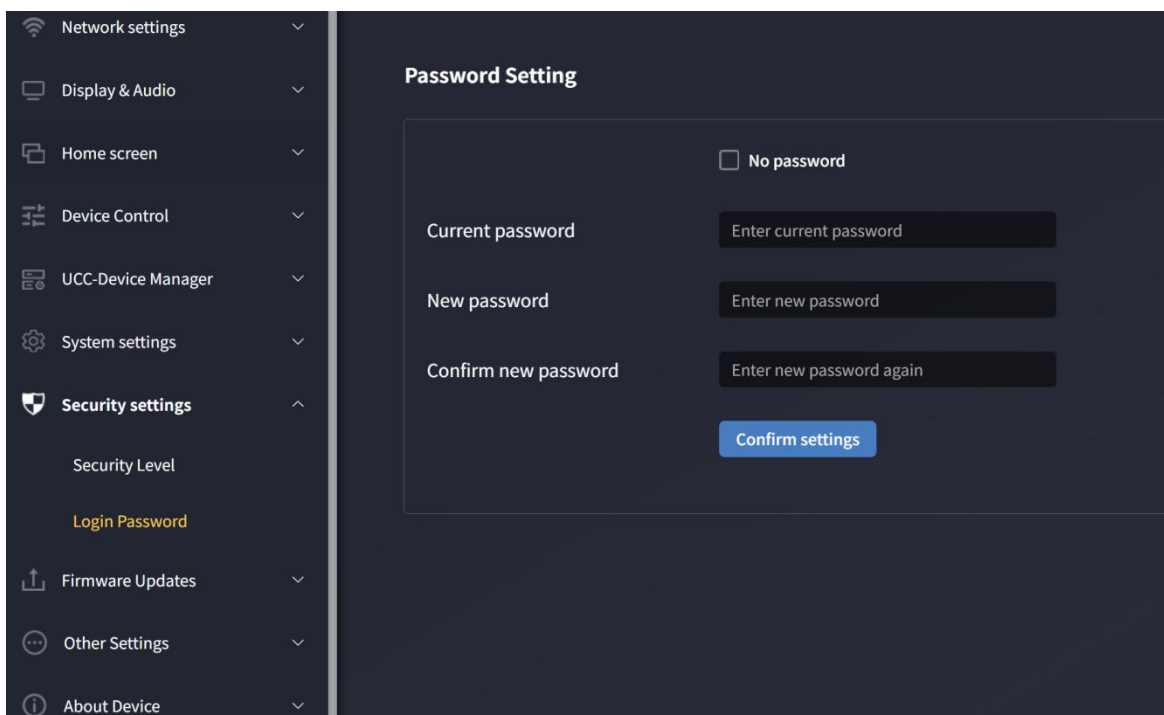 Network settings
Display & Audio
Home screen
Device Control
UCC-Device Manager
System settings
Security settings
Security Level
Login Password
Firmware Updates
Other Settings
About Device
Password Setting
No password
Current password
Enter current password
New password
Enter new password
Confirm new password
Enter new password again
Confirm settings